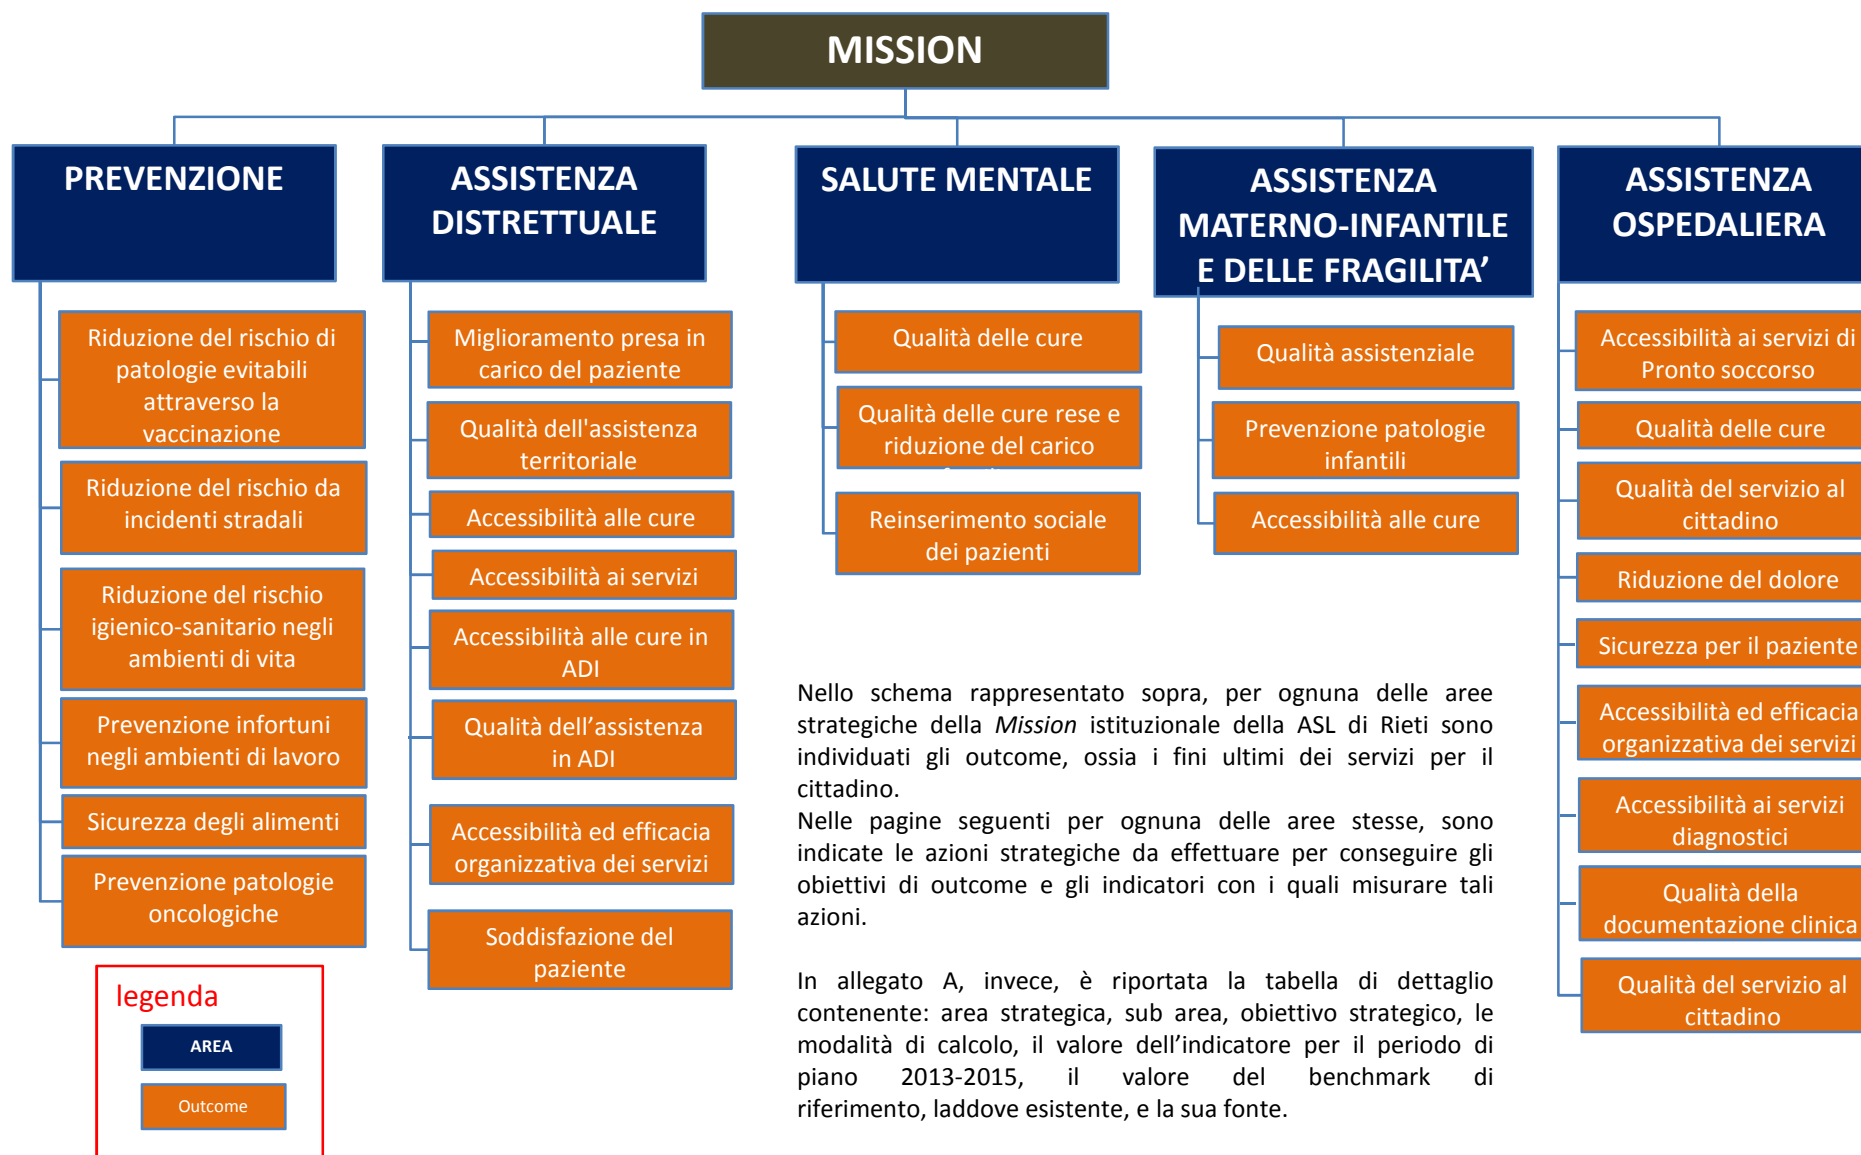 MISSION
PREVENZIONE
Riduzione del rischio di
patologie evitabili
attraverso la
vaccinazione
Riduzione del rischio da
incidenti stradali
Riduzione del rischio
igienico-sanitario negli
ambienti di vita
Prevenzione infortuni
negli ambienti di lavoro
Sicurezza degli alimenti
Prevenzione patologie
oncologiche
ASSISTENZA
DISTRETTUALE
Miglioramento presa in
carico del paziente
Qualità dell'assistenza
territoriale
Accessibilità alle cure
Accessibilità ai servizi
Accessibilità alle cure in
ADI
Qualità dell’assistenza
in ADI
Accessibilità ed efficacia
organizzativa dei servizi
Soddisfazione del
paziente
SALUTE MENTALE
Qualità delle cure
Qualità delle cure rese e
riduzione del carico
Reinserimento sociale
dei pazienti
ASSISTENZA
MATERNO-INFANTILE
E DELLE FRAGILITA’
Qualità assistenziale
Prevenzione patologie
infantili
Accessibilità alle cure
ASSISTENZA
OSPEDALIERA
Accessibilità ai servizi di
Pronto soccorso
Qualità delle cure
Qualità del servizio al
cittadino
Riduzione del dolore
Sicurezza per il paziente
Accessibilità ed efficacia
organizzativa dei servizi
Accessibilità ai servizi
diagnostici
Qualità della
documentazione clinica
Qualità del servizio al
cittadino
Nello schema rappresentato sopra, per ognuna delle aree
strategiche della Mission istituzionale della ASL di Rieti sono
individuati gli outcome, ossia i fini ultimi dei servizi per il
cittadino.
Nelle pagine seguenti per ognuna delle aree stesse, sono
indicate le azioni strategiche da effettuare per conseguire gli
obiettivi di outcome e gli indicatori con i quali misurare tali
azioni.
In allegato A, invece, è riportata la tabella di dettaglio
contenente: area strategica, sub area, obiettivo strategico, le
modalità di calcolo, il valore dell’indicatore per il periodo di
piano 2013-2015, il valore del benchmark di
riferimento, laddove esistente, e la sua fonte.
legenda
AREA
Outcome